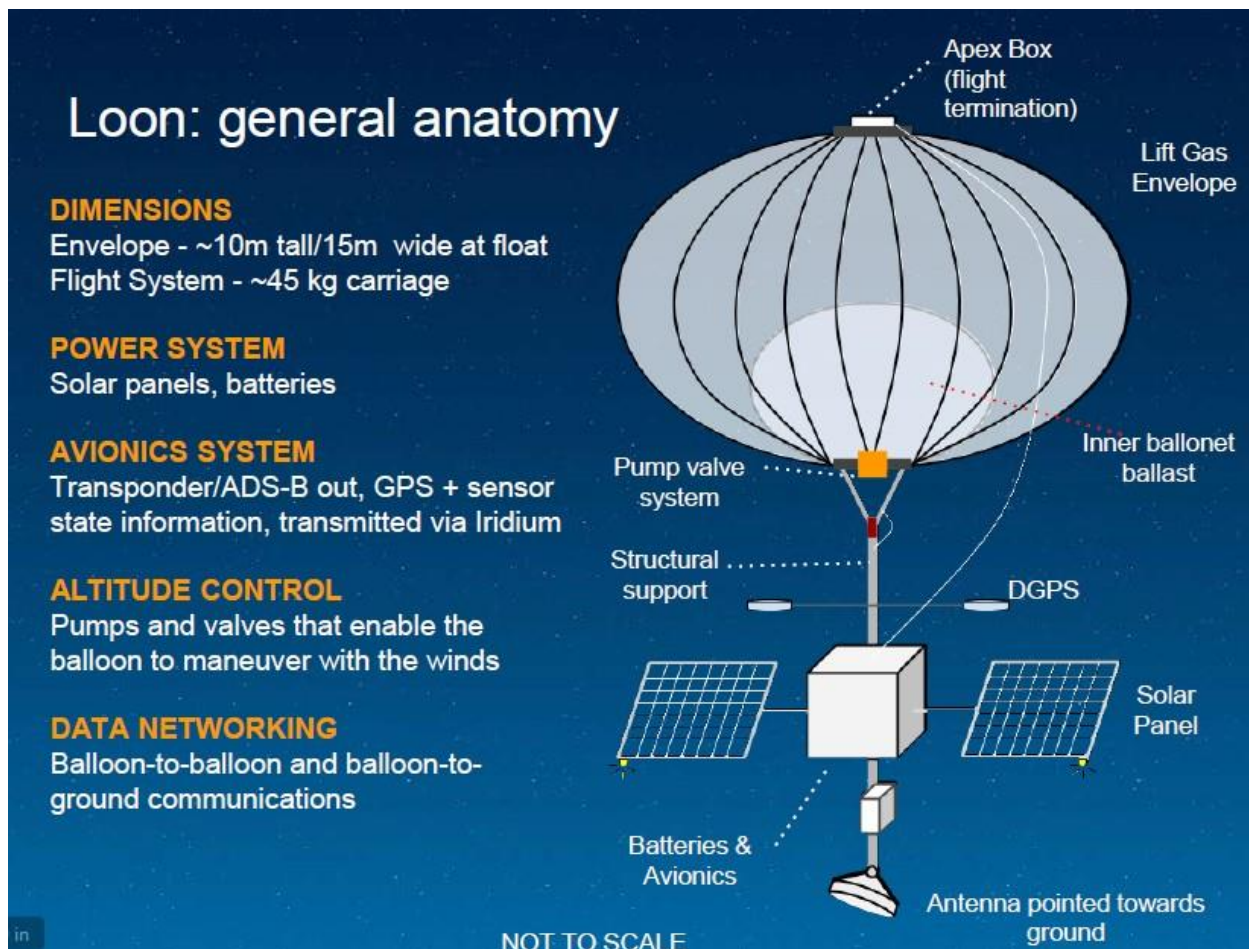 Loon: general anatomy
DIMENSIONS
Envelope - ~10m tall/15m wide at float
Flight System - ~45 kg carriage
POWER SYSTEM
Solar panels, batteries
AVIONICS SYSTEM
Transponder/ADS-B out, GPS + sensor
state information, transmitted via Iridium
ALTITUDE CONTROL
Pumps and valves that enable the
balloon to maneuver with the winds
DATA NETWORKING
Balloon-to-balloon and balloon-to-
ground communications
Apex Box
(flight
termination)
Lift Gas
Envelope
Inner ballonet
ballast
Pump valve
system
Structural
support
DGPS
Solar
Panel
Batteries &
Avionics
Antenna pointed towards
ground
NOT TO SCALE
in